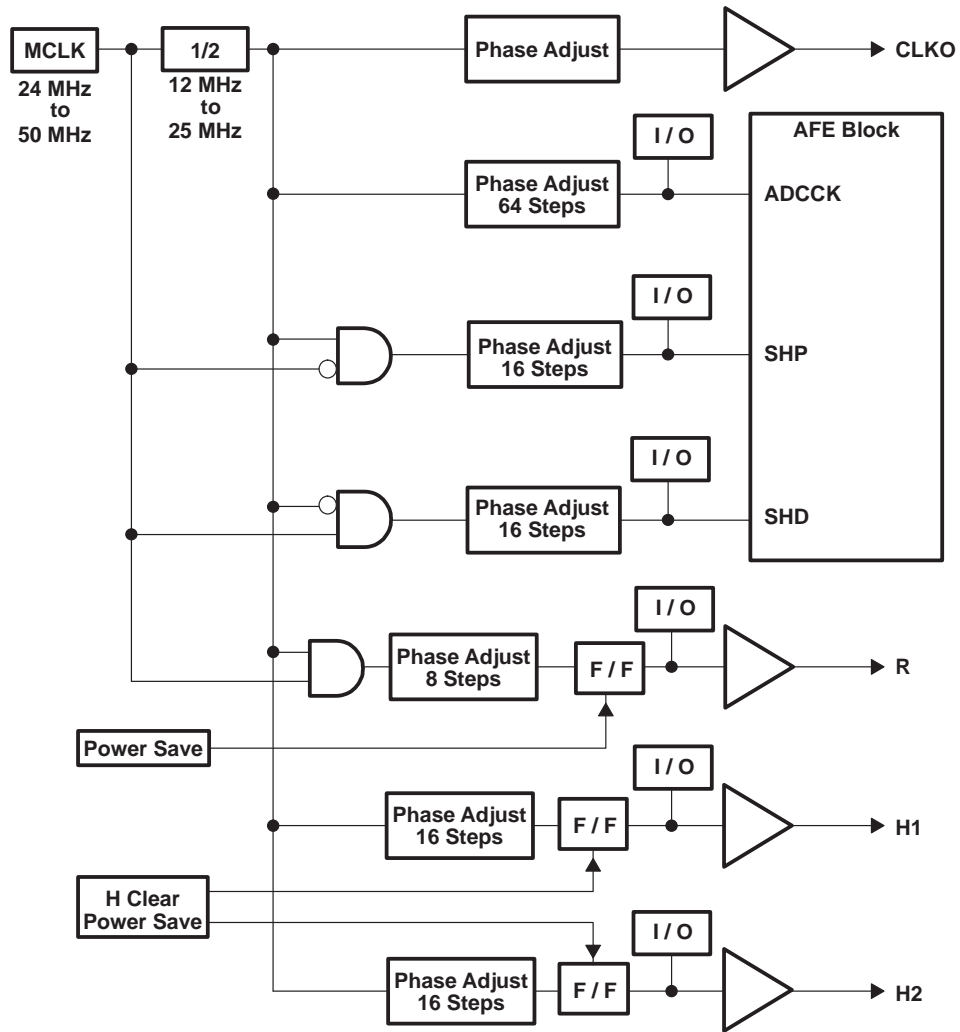 MCLK
24 MHz
to
50 MHz
1/2
12 MHz
to
25 MHz
Phase Adjust
CLKO
AFE Block
I / O
Phase Adjust
64 Steps
ADCCK
I / O
Phase Adjust
16 Steps
SHP
I / O
Phase Adjust
16 Steps
SHD
I / O
Phase Adjust
8 Steps
F / F
R
Power Save
I / O
Phase Adjust
16 Steps
F / F
H1
H Clear
Power Save
I / O
Phase Adjust
16 Steps
F / F
H2